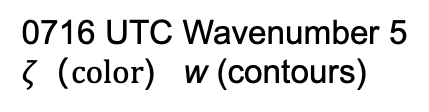 0716 UTC Wavenumber 5
ζ (color) w (contours)